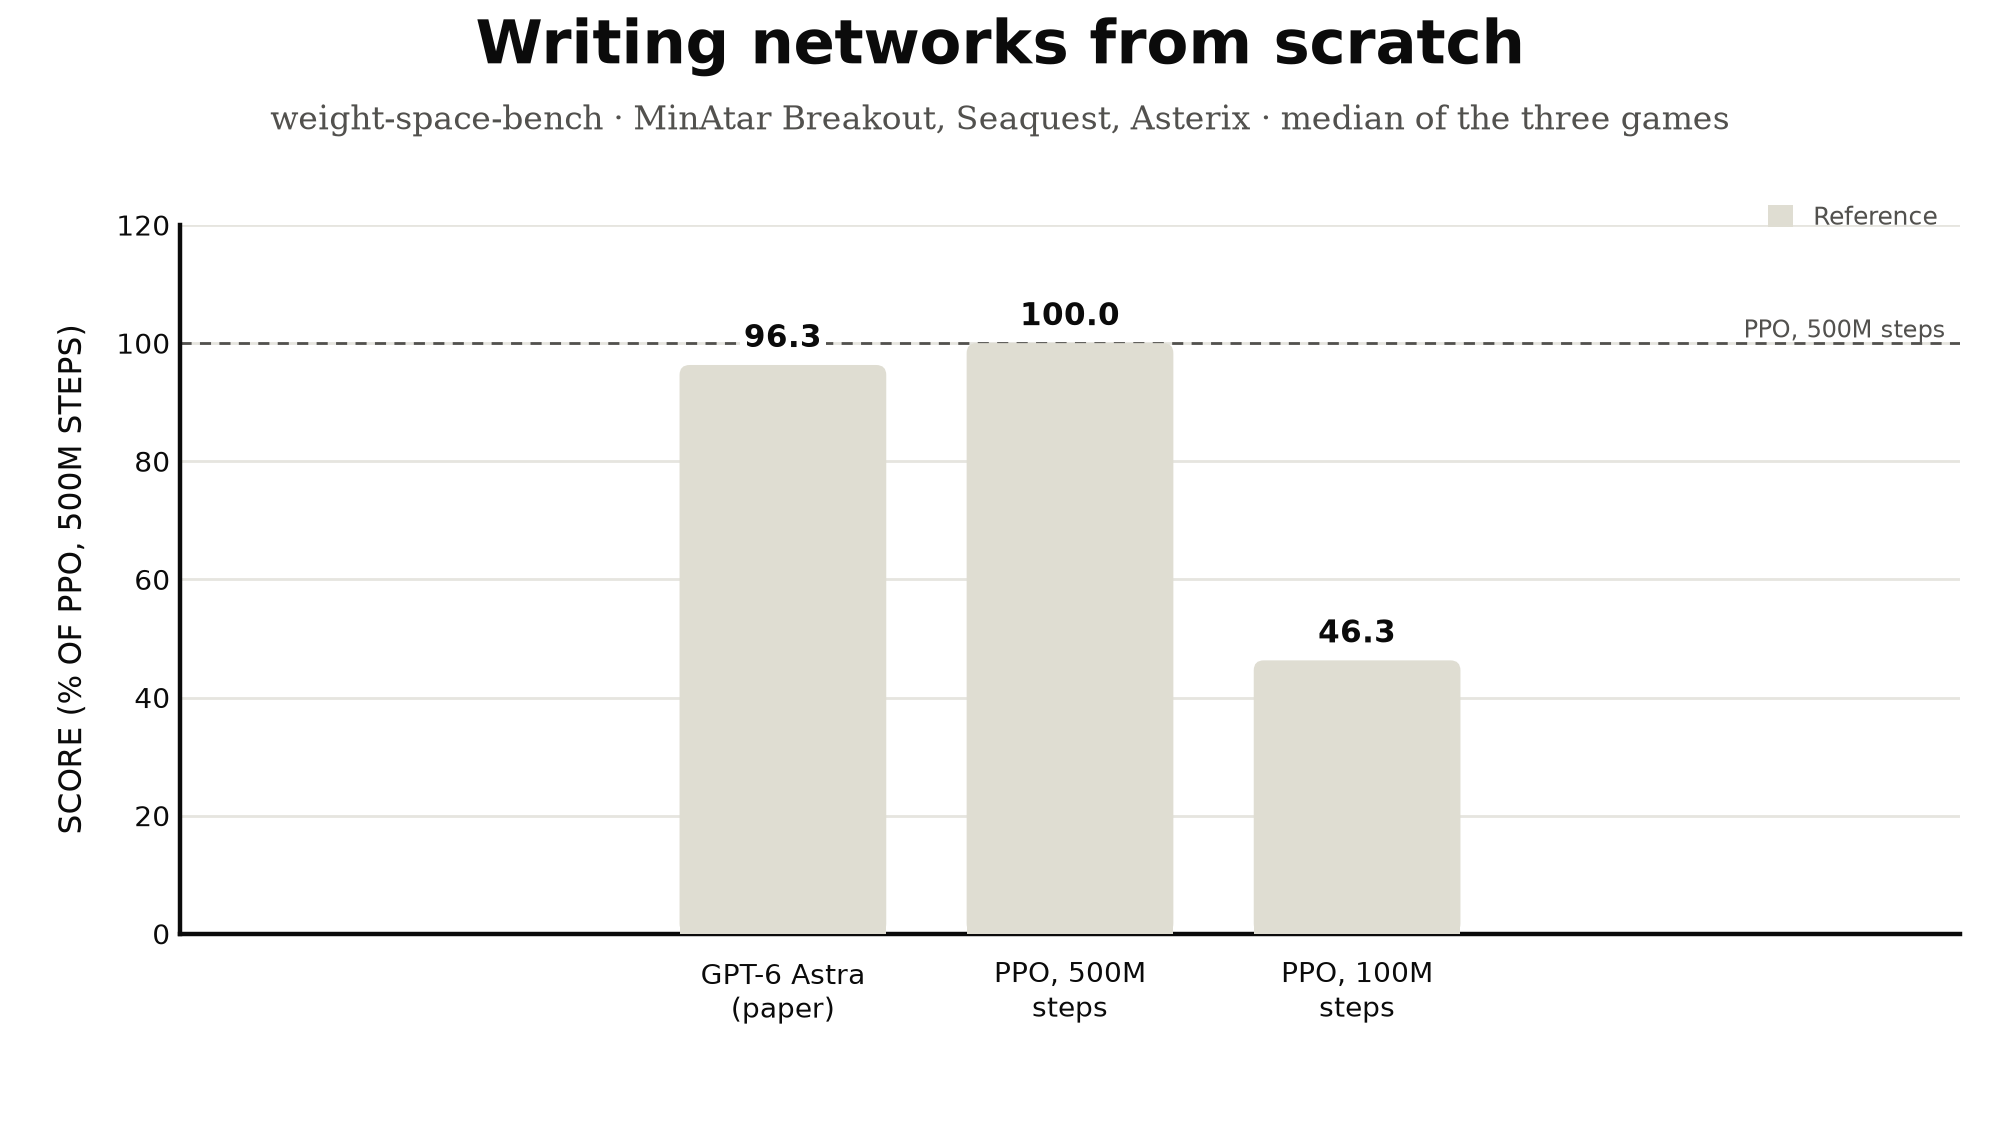 Writing networks from scratch
weight-space-bench · MinAtar Breakout, Seaquest, Asterix · median of the three games
Reference
120
100
80
60
40
20
0
SCORE (% OF PPO, 500M STEPS)
PPO, 500M steps
96.3
100.0
46.3
GPT-6 Astra
(paper)
PPO, 500M
steps
PPO, 100M
steps